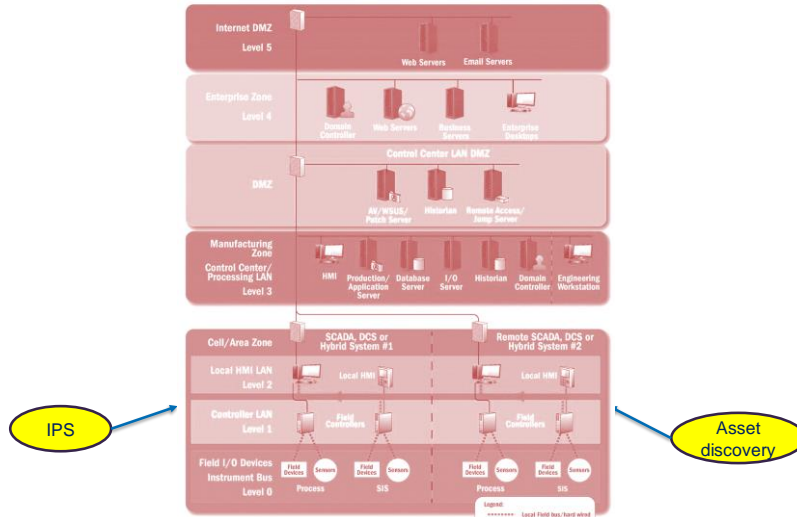 Internet DMZ
Level 5
Web Servers
Email Servers
Enterprise Zone
Level 4
Domain
Controller
Web Servers
Business
Servers
Enterprise
Desktops
Control Center LAN DMZ
DMZ
AV/WSUS/
Patch Server
Historian
Remote Access/
Jump Server
Manufacturing
Zone
Control Center/
Processing LAN
Level 3
HMI
Production/
Application
Server
Database
Server
I/O
Server
Historian
Domain
Controller
Engineering
Workstation
Cell/Area Zone
SCADA, DCS or
Hybrid System #1
Remote SCADA, DCS or
Hybrid System #2
Local HMI LAN
Level 2
Local HMI
Local HMI
Controller LAN
Level 1
Field
Controllers
Field
Controllers
IPS
Asset
discovery
Field I/O Devices
Instrument Bus
Level 0
Field
Devices
Sensors
Field
Devices
Sensors
Field
Devices
Sensors
Field
Devices
Sensors
Process
SIS
Process
SIS
Legend:
Local Field bus/hard wired